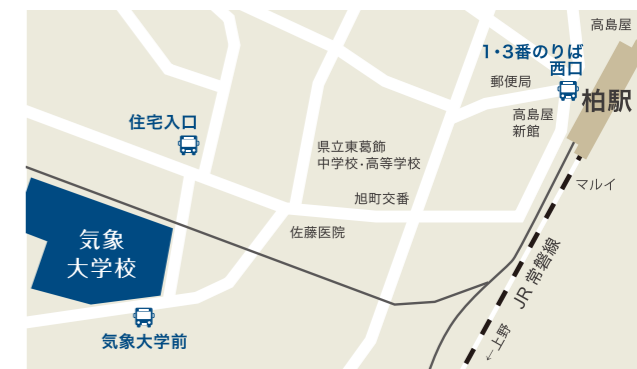 高島屋
1・3番のりば
西口
郵便局
柏駅
高島屋
新館
住宅入口
県立東葛飾
中学校・高等学校
マルイ
旭町交番
佐藤医院
気象
大学校
JR 常磐線
気象大学前
←上野